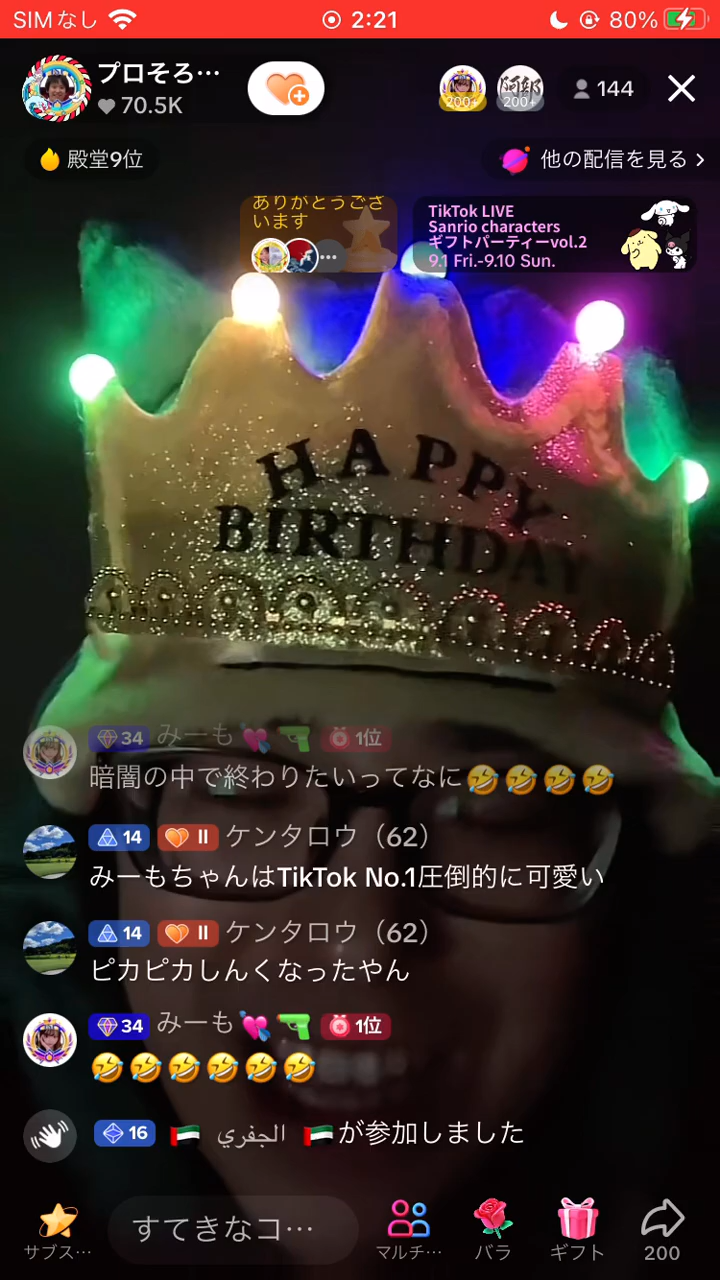 SIMなし 2:21 80%
プロそろ…
70.5K
200+ 阿部 200+ 144
殿堂9位
他の配信を見る
ありがとうござ
います
TikTok LIVE
Sanrio characters
ギフトパーティーvol.2
9.1 Fri.-9.10 Sun.
HAPPY
BIRTHDAY
34 みーも💘🔫 1位
暗闇の中で終わりたいってなに🤣🤣🤣🤣
14 II ケンタロウ（62）
みーもちゃんはTikTok No.1圧倒的に可愛い
14 II ケンタロウ（62）
ピカピカしんくなったやん
34 みーも💘🔫 1位
🤣🤣🤣🤣🤣🤣
16 🇦🇪 الجفري 🇦🇪が参加しました
すてきなコ…
サブス… マルチ… バラ ギフト 200